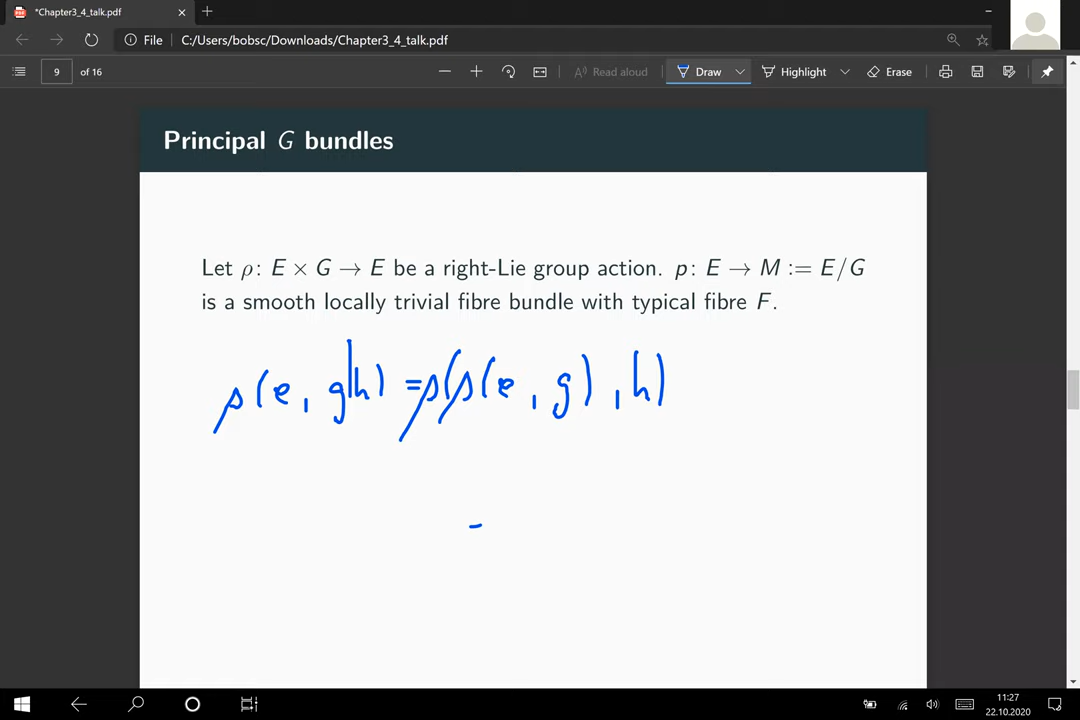 *Chapter3_4_talk.pdf
File C:/Users/bobsc/Downloads/Chapter3_4_talk.pdf
9 of 16 Read aloud Draw Highlight Erase
Principal G bundles
Let ρ: E × G → E be a right-Lie group action. p: E → M := E/G
is a smooth locally trivial fibre bundle with typical fibre F.
ρ(e, gh) = ρ(ρ(e, g), h)
11:27
22.10.2020